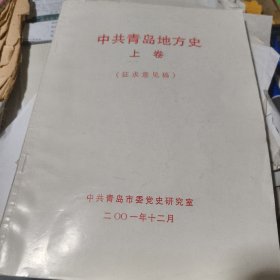 中共青岛地方史
上卷
(征求意见稿)
中共青岛市委党史研究室
二〇〇一年十二月